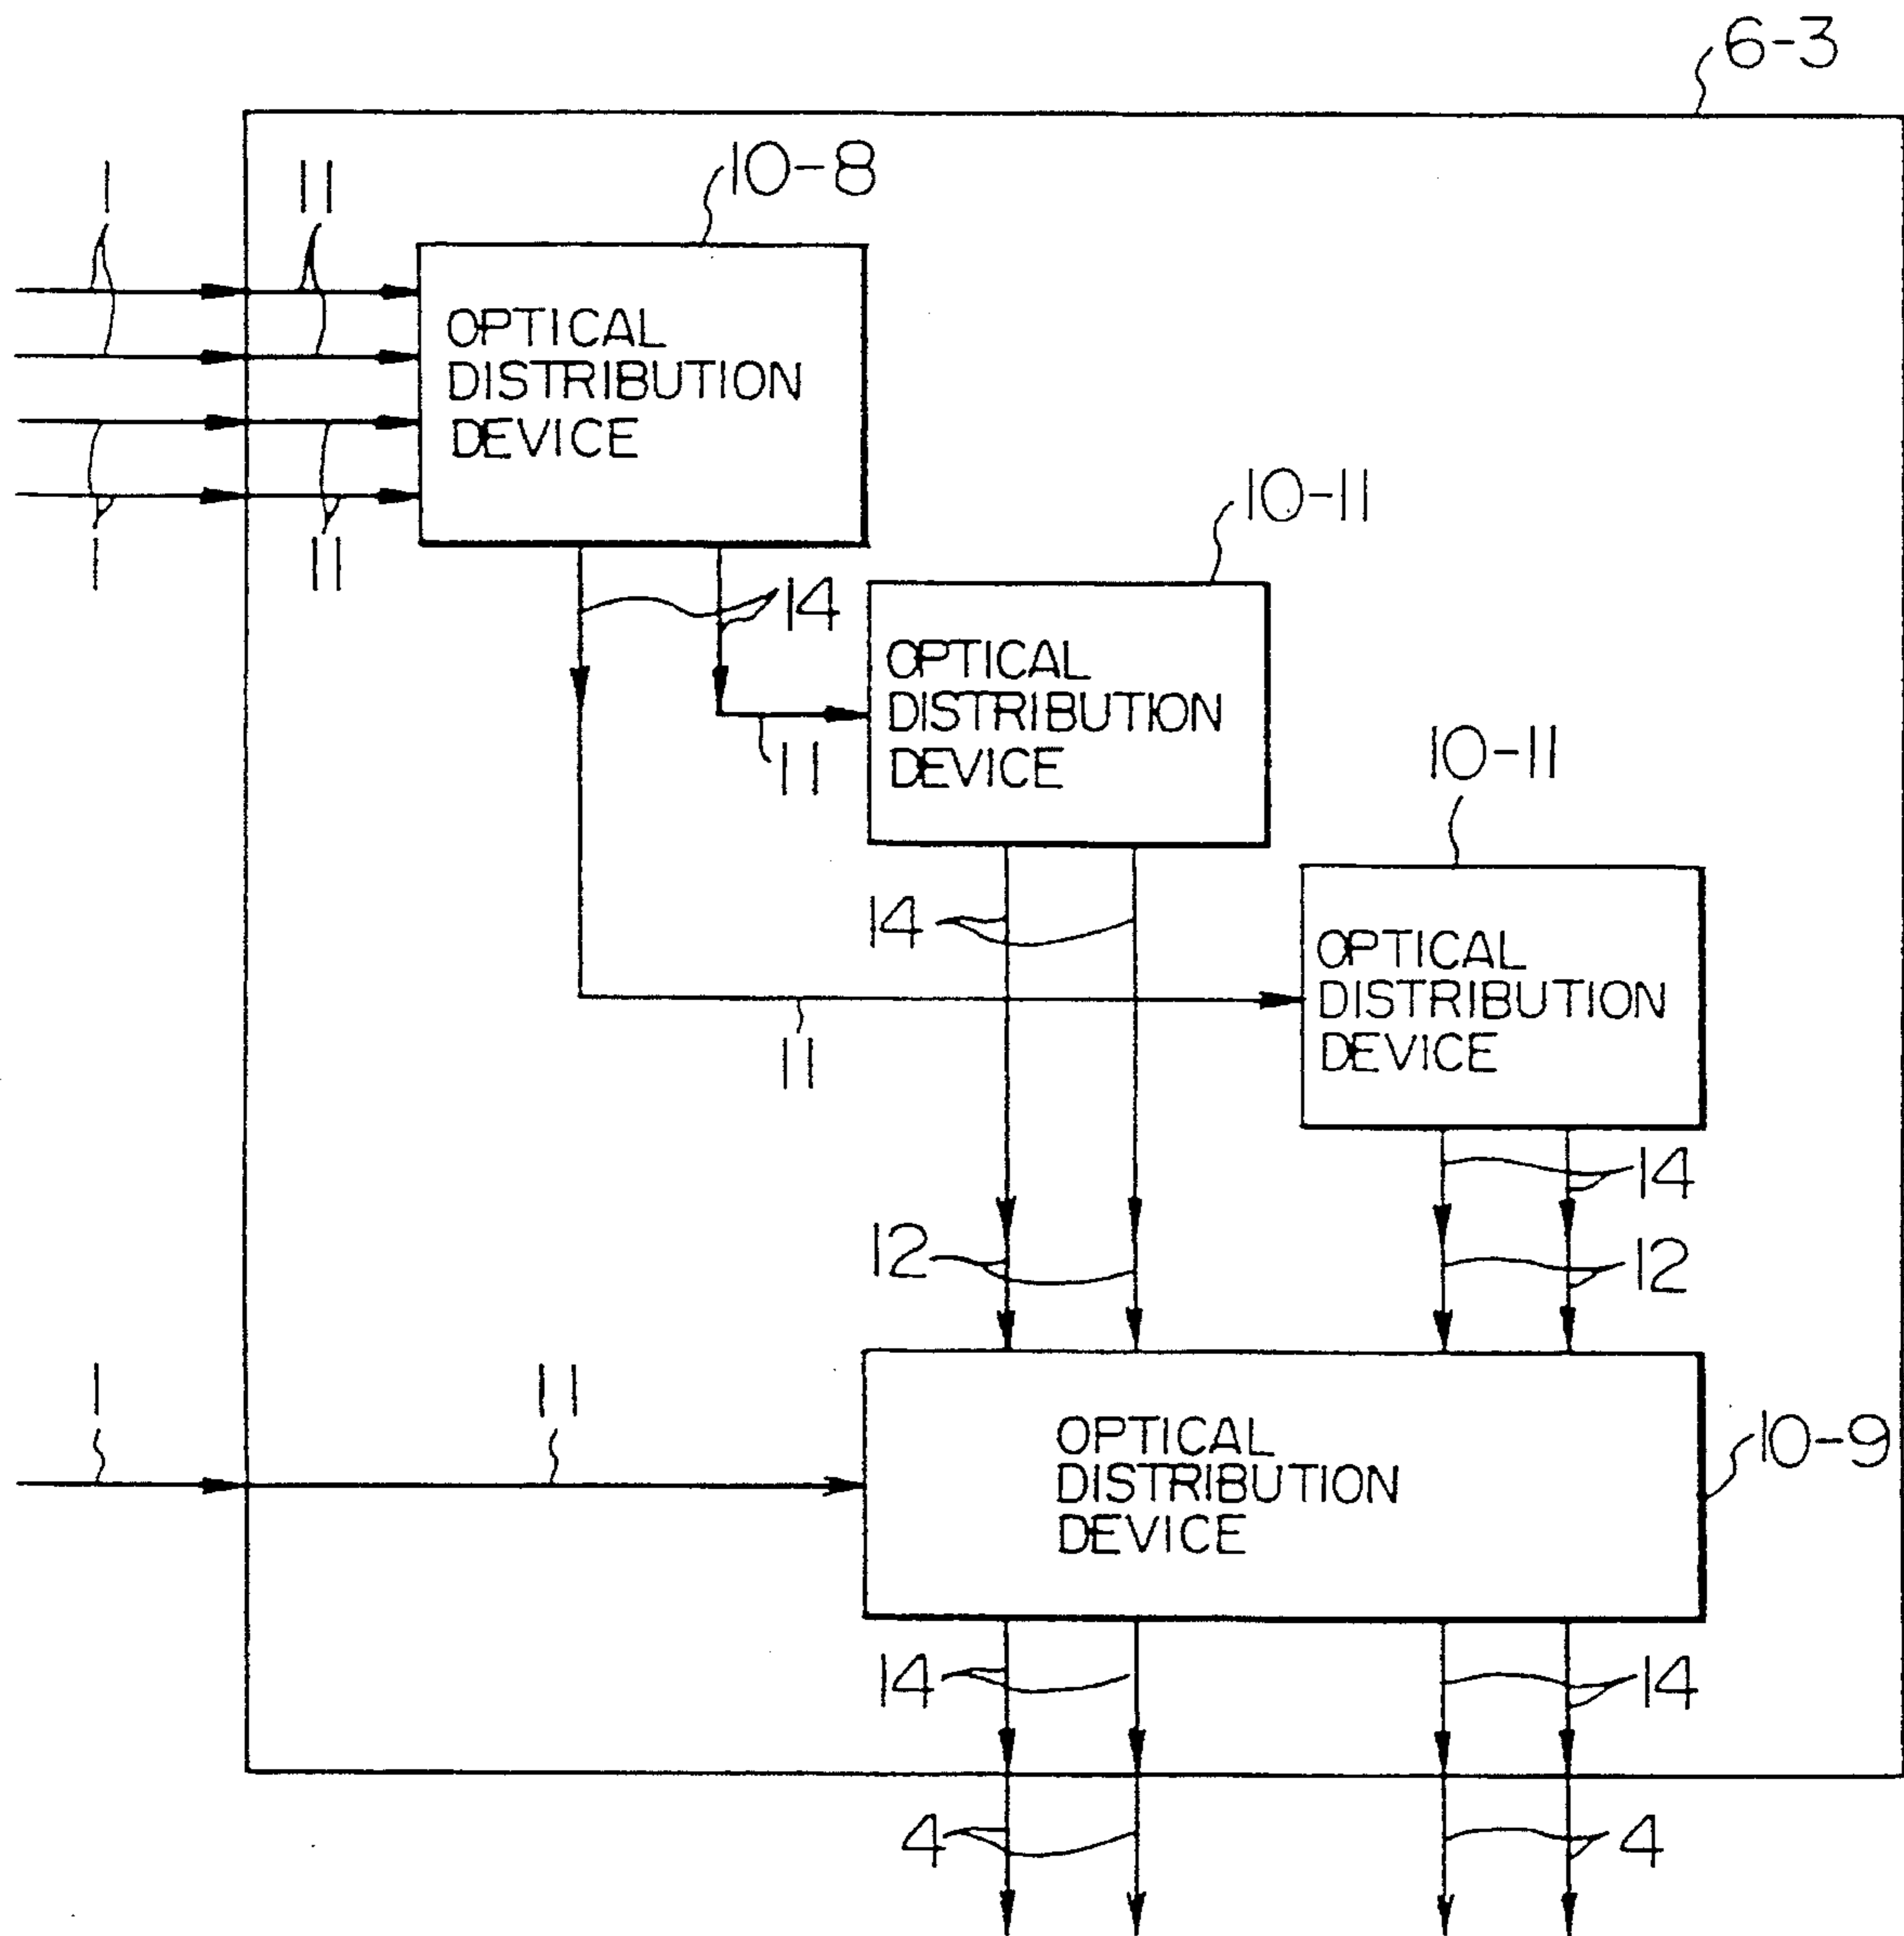 6-3
1
11
10-8
OPTICAL
DISTRIBUTION
DEVICE
1
11
10-11
14
OPTICAL
DISTRIBUTION
DEVICE
11
10-11
14
OPTICAL
DISTRIBUTION
DEVICE
11
14
12
12
1
11
OPTICAL
DISTRIBUTION
DEVICE
10-9
14
14
4
4